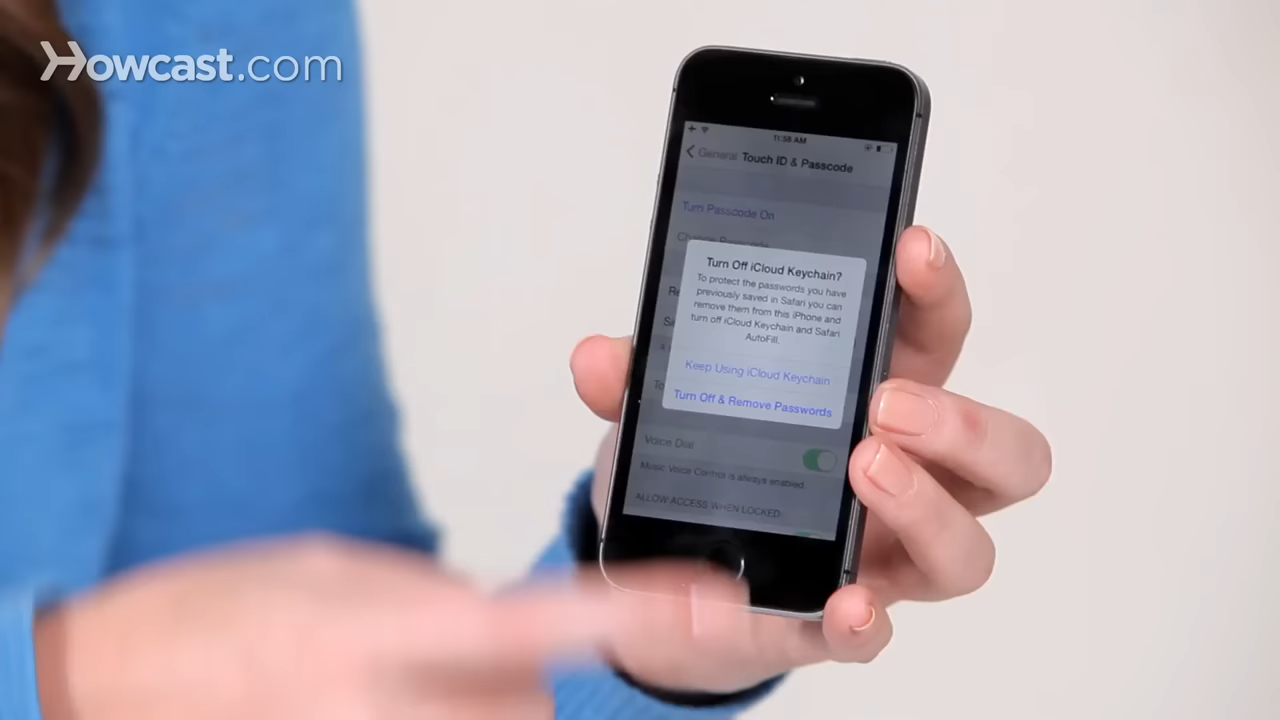 Howcast.com
11:58 AM
General Touch ID & Passcode
Turn Passcode On
Change Passcode
Turn Off iCloud Keychain?
To protect the passwords you have
previously saved in Safari you can
remove them from this iPhone and
turn off iCloud Keychain and Safari
AutoFill.
Keep Using iCloud Keychain
Turn Off & Remove Passwords
Voice Dial
Music Voice Control is always enabled.
ALLOW ACCESS WHEN LOCKED: